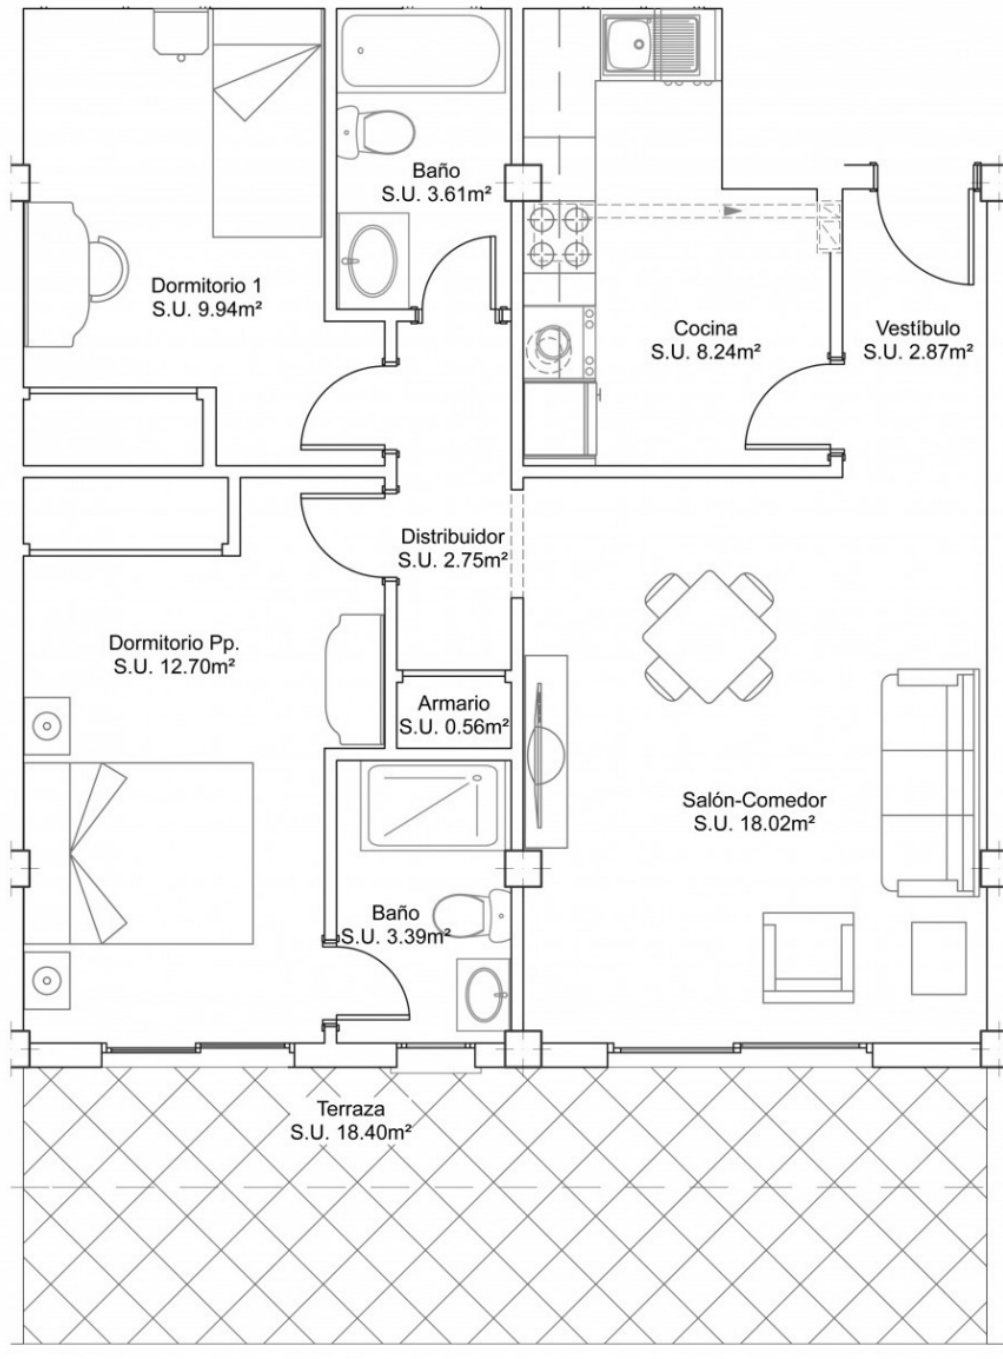 Baño
S.U. 3.61m²
Dormitorio 1
S.U. 9.94m²
Cocina
S.U. 8.24m²
Vestíbulo
S.U. 2.87m²
Distribuidor
S.U. 2.75m²
Dormitorio Pp.
S.U. 12.70m²
Armario
S.U. 0.56m²
Salón-Comedor
S.U. 18.02m²
Baño
S.U. 3.39m²
Terraza
S.U. 18.40m²